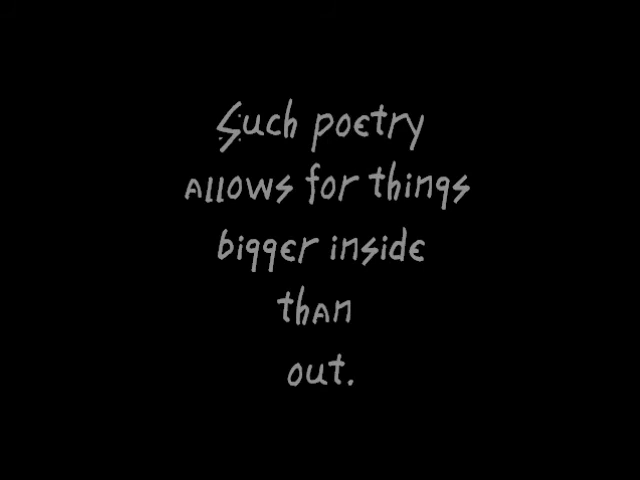 Such poetry
allows for things
bigger inside
than
out.